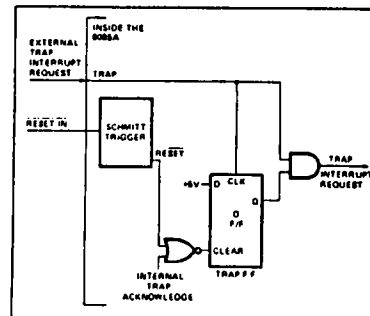 INSIDE THE
8085A
EXTERNAL
TRAP
INTERRUPT
REQUEST
TRAP
RESET IN
SCHMITT
TRIGGER
RESET
+5V
D
CLK
Q
D
F/F
CLEAR
TRAP F.F
INTERNAL
TRAP
ACKNOWLEDGE
TRAP
INTERRUPT
REQUEST